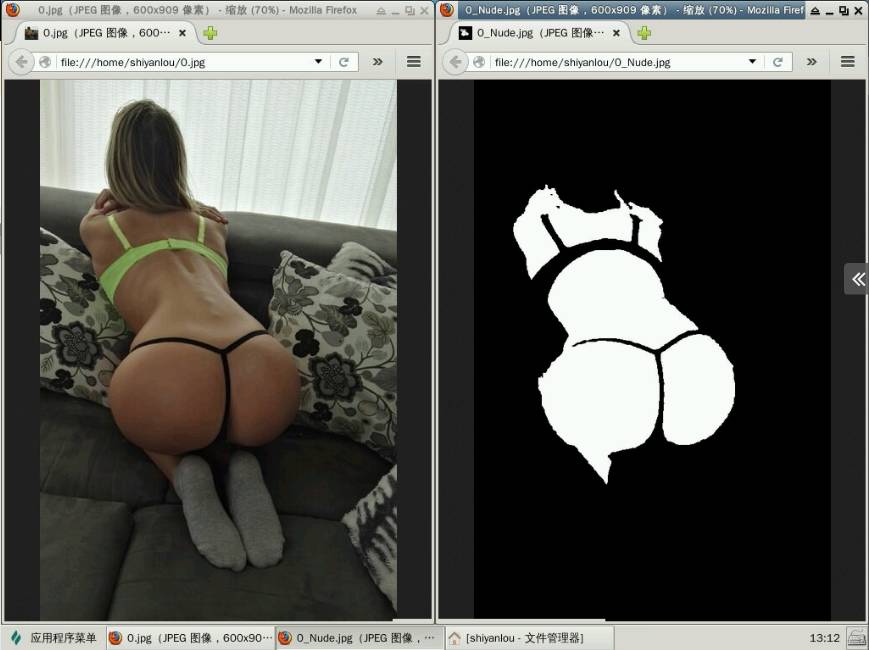 0.jpg（JPEG 图像，600x909 像素） - 缩放 (70%) - Mozilla Firefox
0.jpg（JPEG 图像，600···
file:///home/shiyanlou/0.jpg
0_Nude.jpg（JPEG 图像，600x909 像素） - 缩放 (70%) - Mozilla Firef
0_Nude.jpg（JPEG 图像···
file:///home/shiyanlou/0_Nude.jpg
应用程序菜单
0.jpg（JPEG 图像，600x90···
0_Nude.jpg（JPEG 图像，···
[shiyanlou - 文件管理器]
13:12